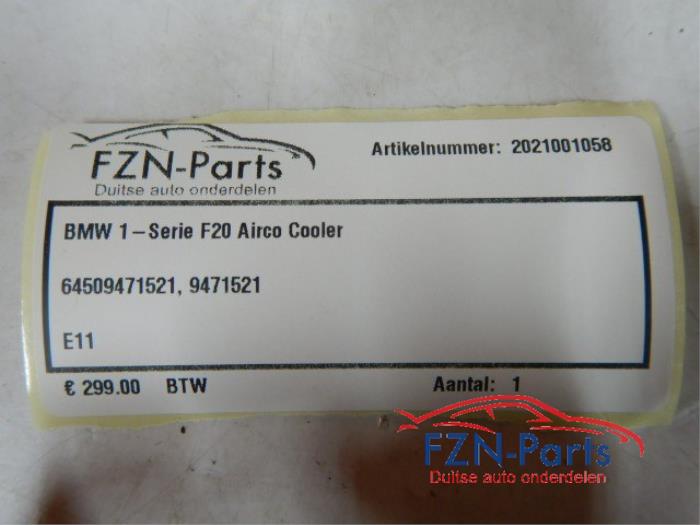 FZN-Parts
Duitse auto onderdelen
Artikelnummer: 2021001058
BMW 1-Serie F20 Airco Cooler
64509471521, 9471521
E11
€ 299.00 BTW
Aantal: 1
FZN-Parts
Duitse auto onderdelen